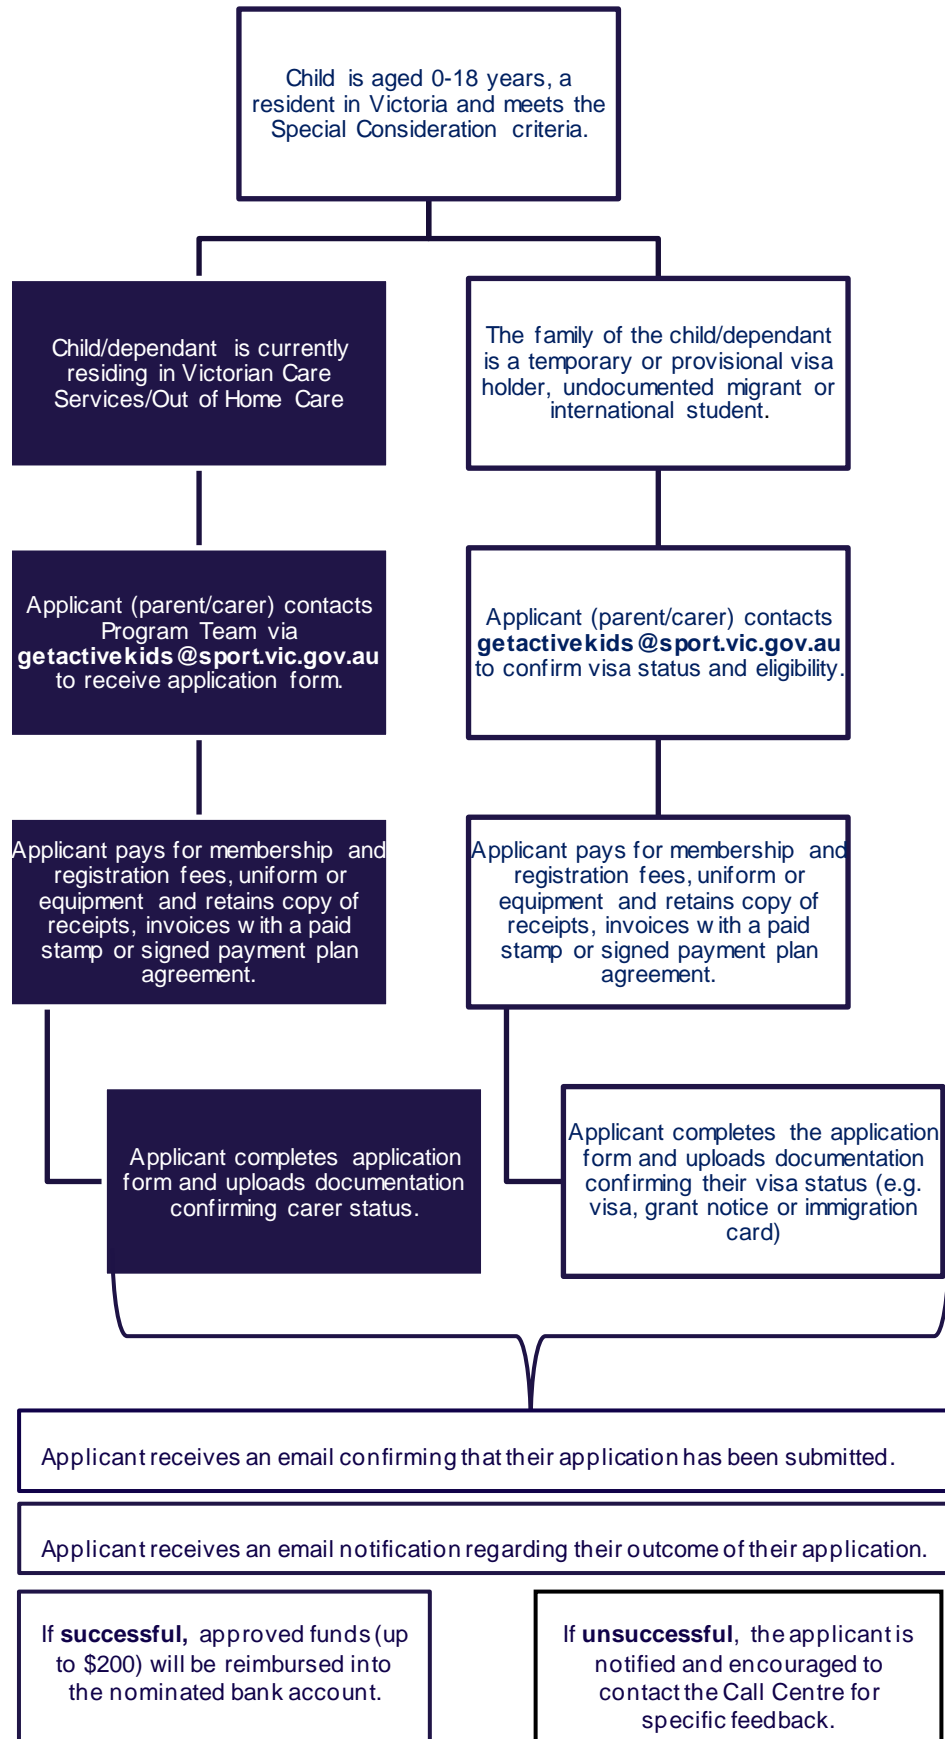 Child is aged 0-18 years, a
resident in Victoria and meets the
Special Consideration criteria.
Child/dependant is currently
residing in Victorian Care
Services/Out of Home Care
The family of the child/dependant
is a temporary or provisional visa
holder, undocumented migrant or
international student.
Applicant (parent/carer) contacts
Program Team via
getactivekids@sport.vic.gov.au
to receive application form.
Applicant (parent/carer) contacts
getactivekids@sport.vic.gov.au
to confirm visa status and eligibility.
Applicant pays for membership and
registration fees, uniform or
equipment and retains copy of
receipts, invoices with a paid
stamp or signed payment plan
agreement.
Applicant pays for membership and
registration fees, uniform or
equipment and retains copy of
receipts, invoices with a paid
stamp or signed payment plan
agreement.
Applicant completes application
form and uploads documentation
confirming carer status.
Applicant completes the application
form and uploads documentation
confirming their visa status (e.g.
visa, grant notice or immigration
card)
Applicant receives an email confirming that their application has been submitted.
Applicant receives an email notification regarding their outcome of their application.
If successful, approved funds (up
to $200) will be reimbursed into
the nominated bank account.
If unsuccessful, the applicant is
notified and encouraged to
contact the Call Centre for
specific feedback.